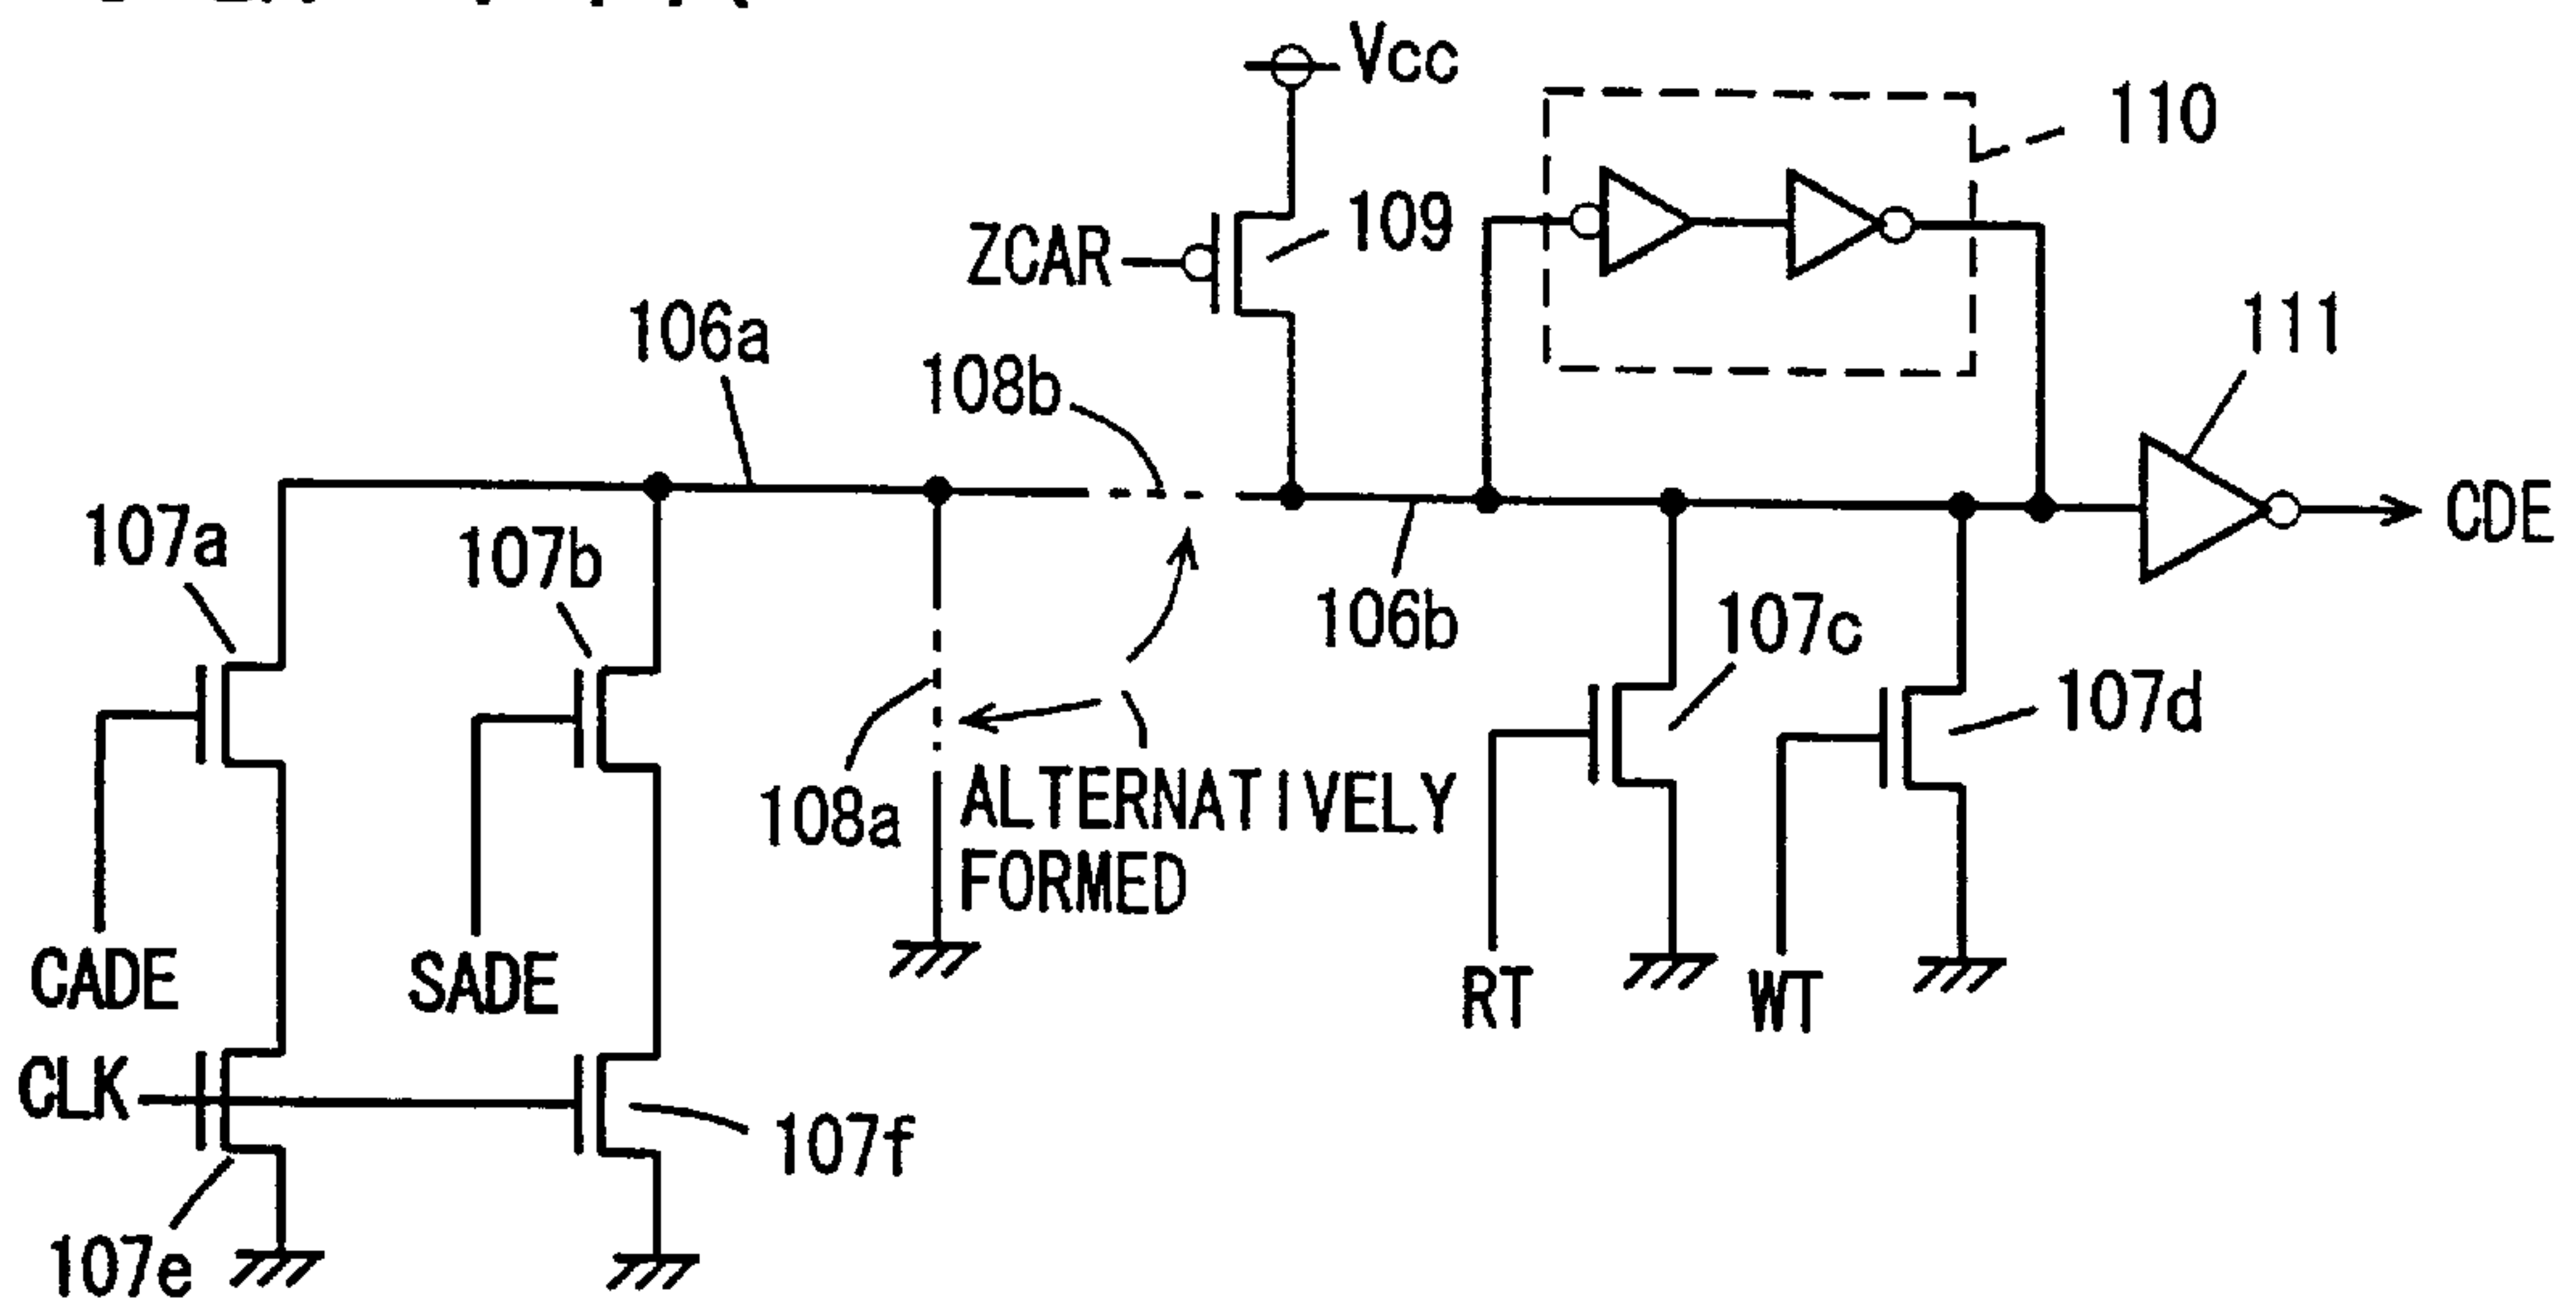 Vcc
110
ZCAR
109
106a
108b
111
107a
107b
CDE
106b
107c
107d
108a
ALTERNATIVELY
FORMED
CADE
SADE
RT
WT
CLK
107f
107e